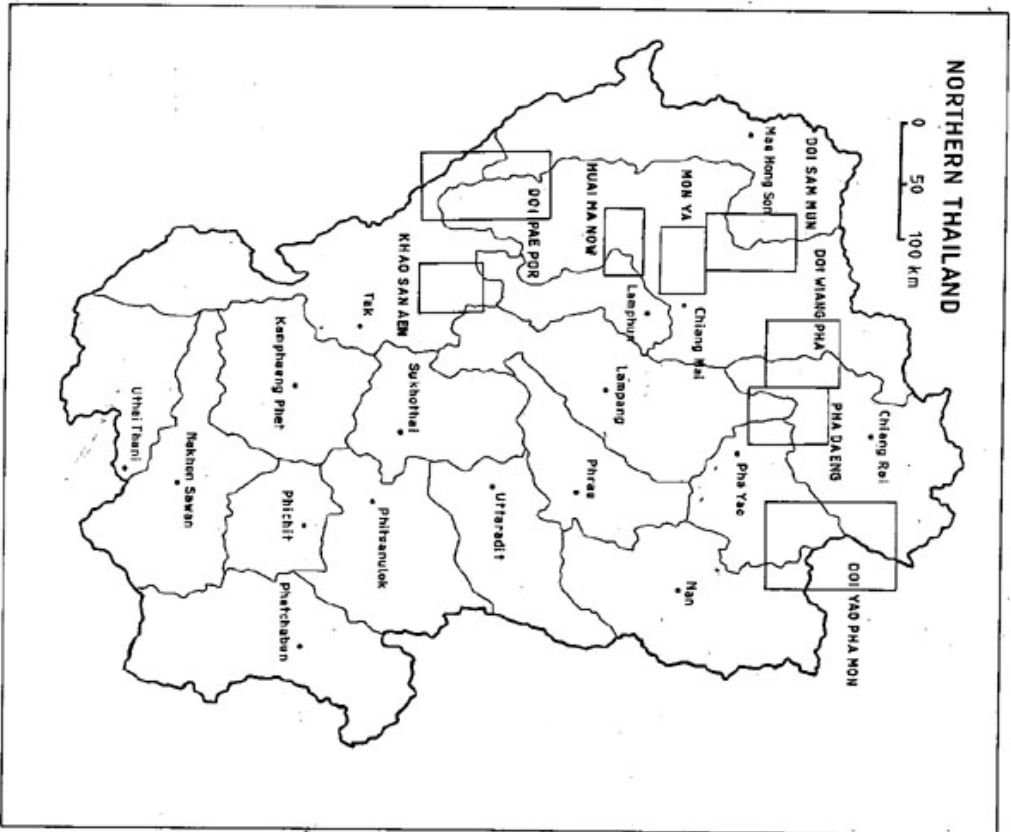 NORTHERN THAILAND
0 50 100 km
Chiang Rai
DOI YAO PHA MON
PHA DAENG
DOI WIANG PHA
DOI SAM MUN
Mae Hong Son
Pha Yao
Chiang Mai
MON YA
Nan
Lamphun
Lampang
HUAI MA NOW
Phrae
DOI PAE POR
Uttaradit
Sukhothai
KHAO SAN AEN
Phitsanulok
Tak
Kamphaeng Phet
Phichit
Phetchabun
Nakhon Sawan
Uthai Thani